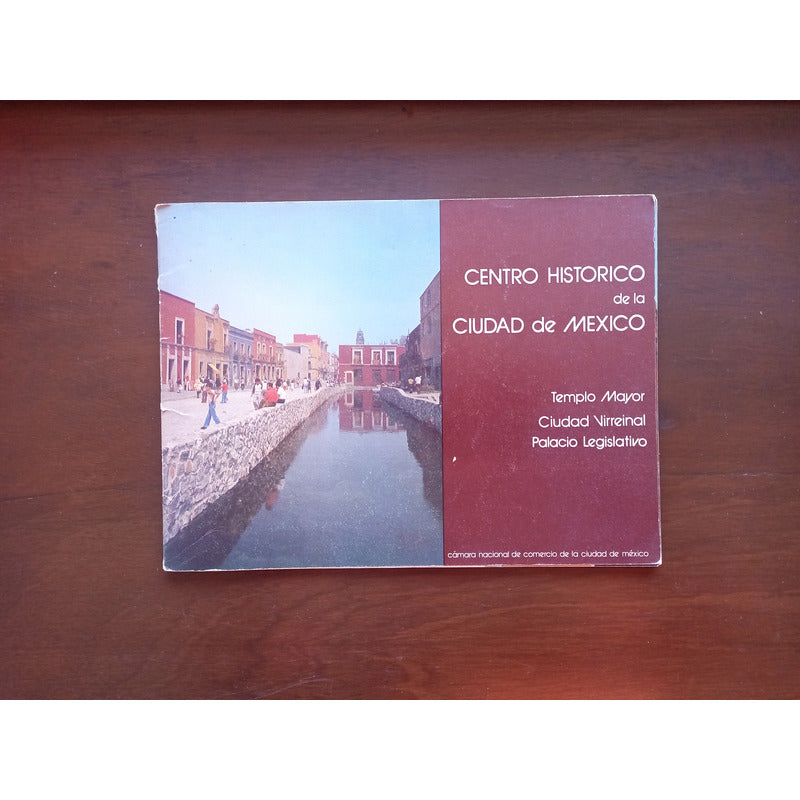 CENTRO HISTORICO
de la
CIUDAD de MEXICO
Templo Mayor
Ciudad Virreinal
Palacio Legislativo
cámara nacional de comercio de la ciudad de méxico